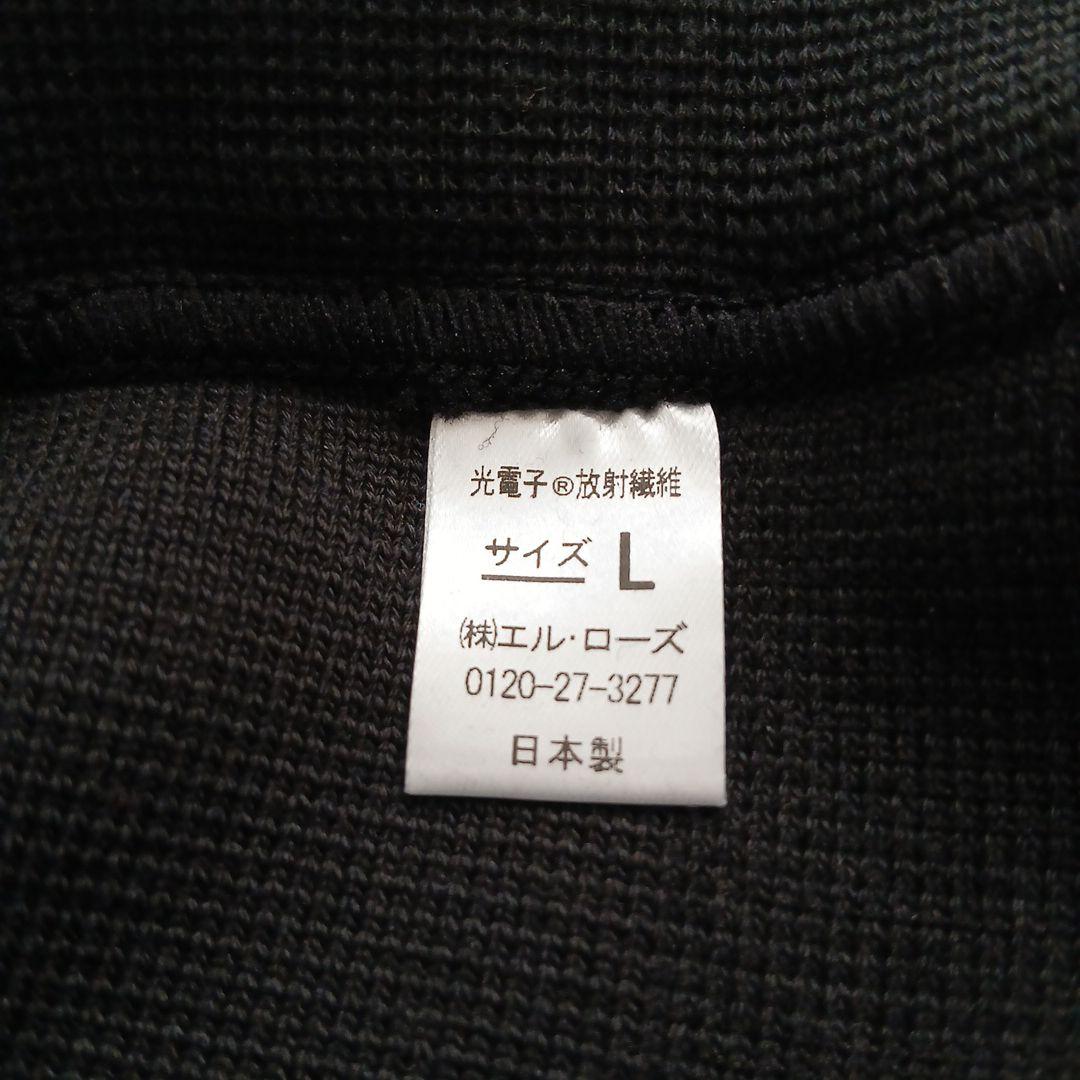 光電子®放射繊維
サイズ L
㈱エル・ローズ
0120-27-3277
日本製